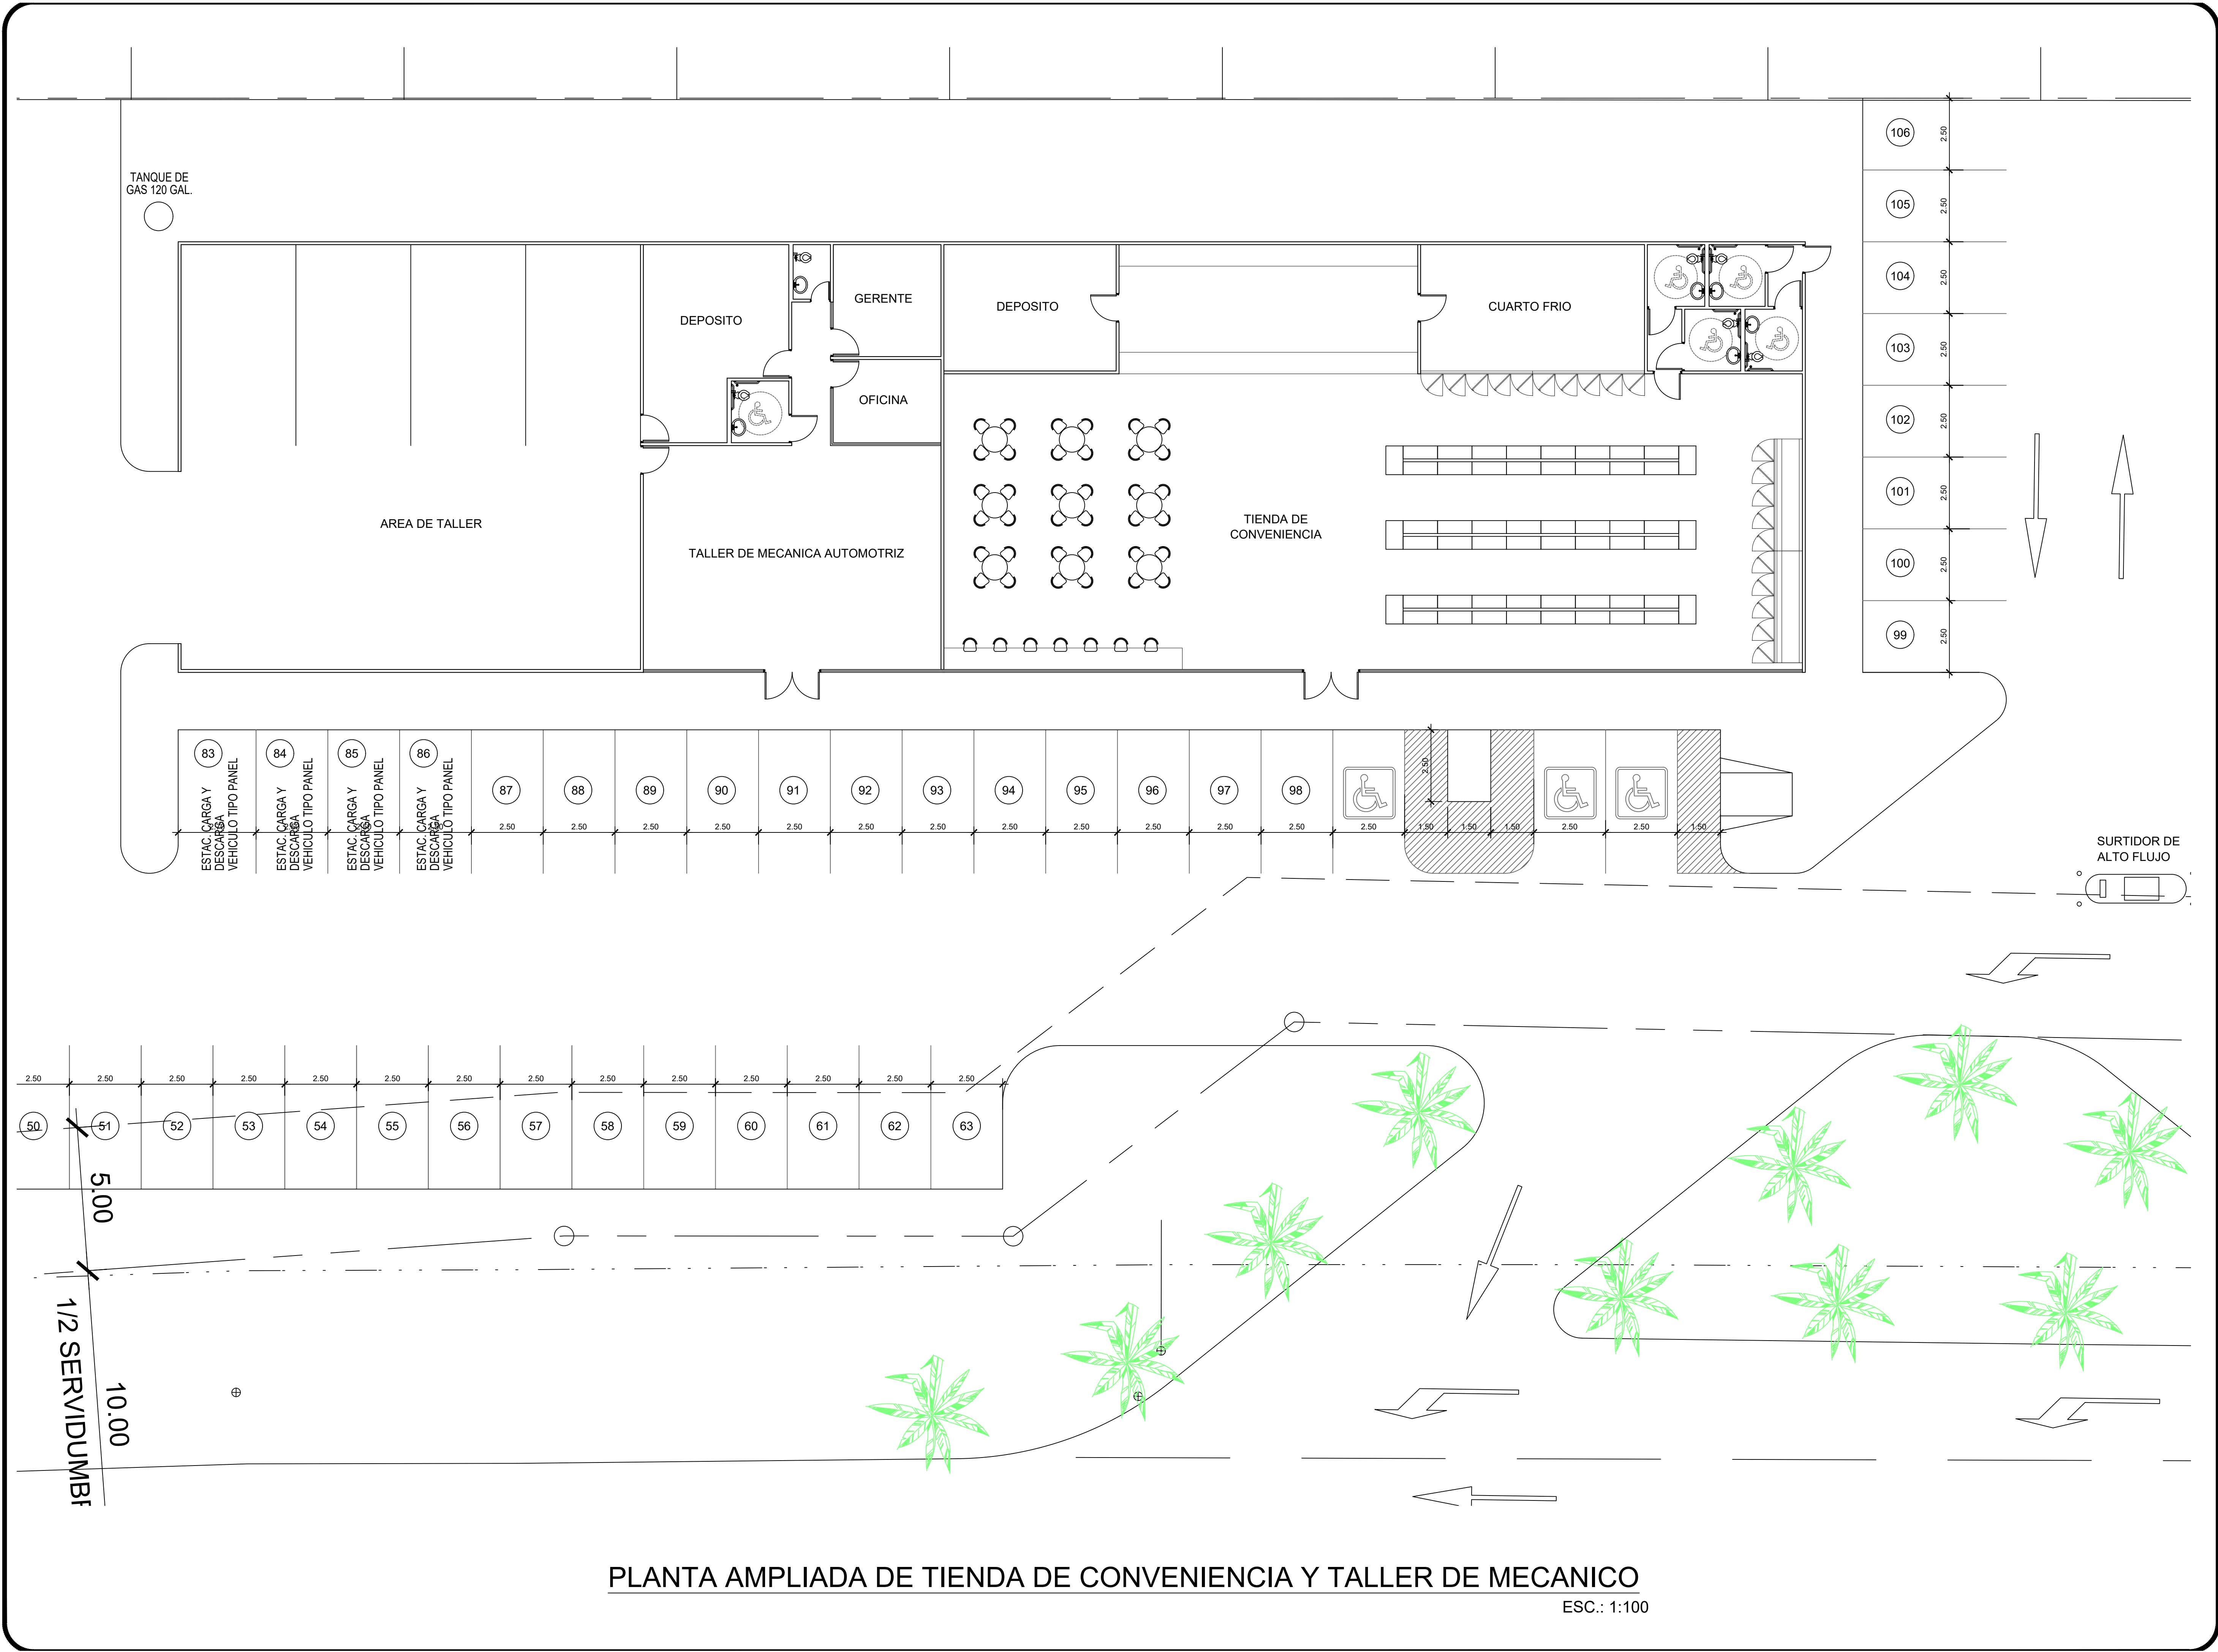 TANQUE DE
GAS 120 GAL.
106
2.50
105
2.50
104
2.50
103
2.50
102
2.50
101
2.50
100
2.50
99
2.50
DEPOSITO
GERENTE
OFICINA
DEPOSITO
CUARTO FRIO
AREA DE TALLER
TALLER DE MECANICA AUTOMOTRIZ
TIENDA DE
CONVENIENCIA
83
84
85
86
87
88
89
90
91
92
93
94
95
96
97
98
ESTAC. CARGA Y
DESCARGA
VEHICULO TIPO PANEL
ESTAC. CARGA Y
DESCARGA
VEHICULO TIPO PANEL
ESTAC. CARGA Y
DESCARGA
VEHICULO TIPO PANEL
ESTAC. CARGA Y
DESCARGA
VEHICULO TIPO PANEL
2.50
2.50 2.50 2.50 2.50 2.50 2.50 2.50 2.50 2.50 2.50 2.50 2.50 2.50 1.50 1.50 1.50 2.50 2.50 1.50
SURTIDOR DE
ALTO FLUJO
2.50 2.50 2.50 2.50 2.50 2.50 2.50 2.50 2.50 2.50 2.50 2.50 2.50 2.50
50
51
52
53
54
55
56
57
58
59
60
61
62
63
5.00
10.00
1/2 SERVIDUMBR
PLANTA AMPLIADA DE TIENDA DE CONVENIENCIA Y TALLER DE MECANICO
ESC.: 1:100